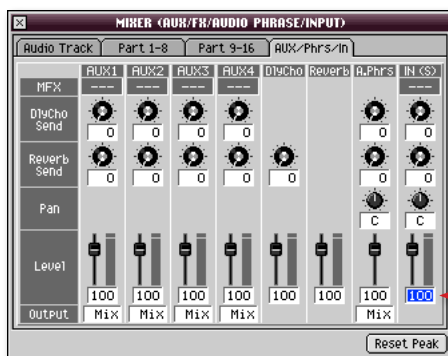 MIXER (AUX/FX/AUDIO PHRASE/INPUT)
Audio Track Part 1-8 Part 9-16 AUX/Phrs/In
AUX1 AUX2 AUX3 AUX4 DlyCho Reverb A.Phrs IN (S)
MFX --- --- --- --- ---
DlyCho Send 0 0 0 0 0 0
Reverb Send 0 0 0 0 0 0 0
Pan C C
Level 100 100 100 100 100 100 100 100
Output Mix Mix Mix Mix Mix
Reset Peak